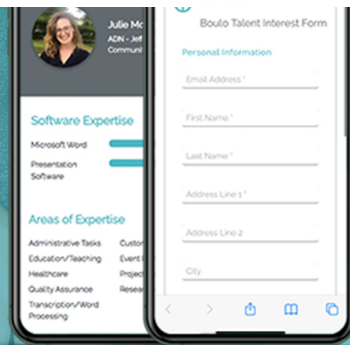 Julie
ADN - Jef
Communi
Software Expertise
Microsoft Word
Presentation
Software
Areas of Expertise
Administrative Tasks
Education/Teaching
Healthcare
Quality Assurance
Transcription/Word
Processing
Custo
Event
Projec
Resea
Boulo Talent Interest Form
Personal Information
Email Address *
First Name *
Last Name *
Address Line 1 *
Address Line 2
City